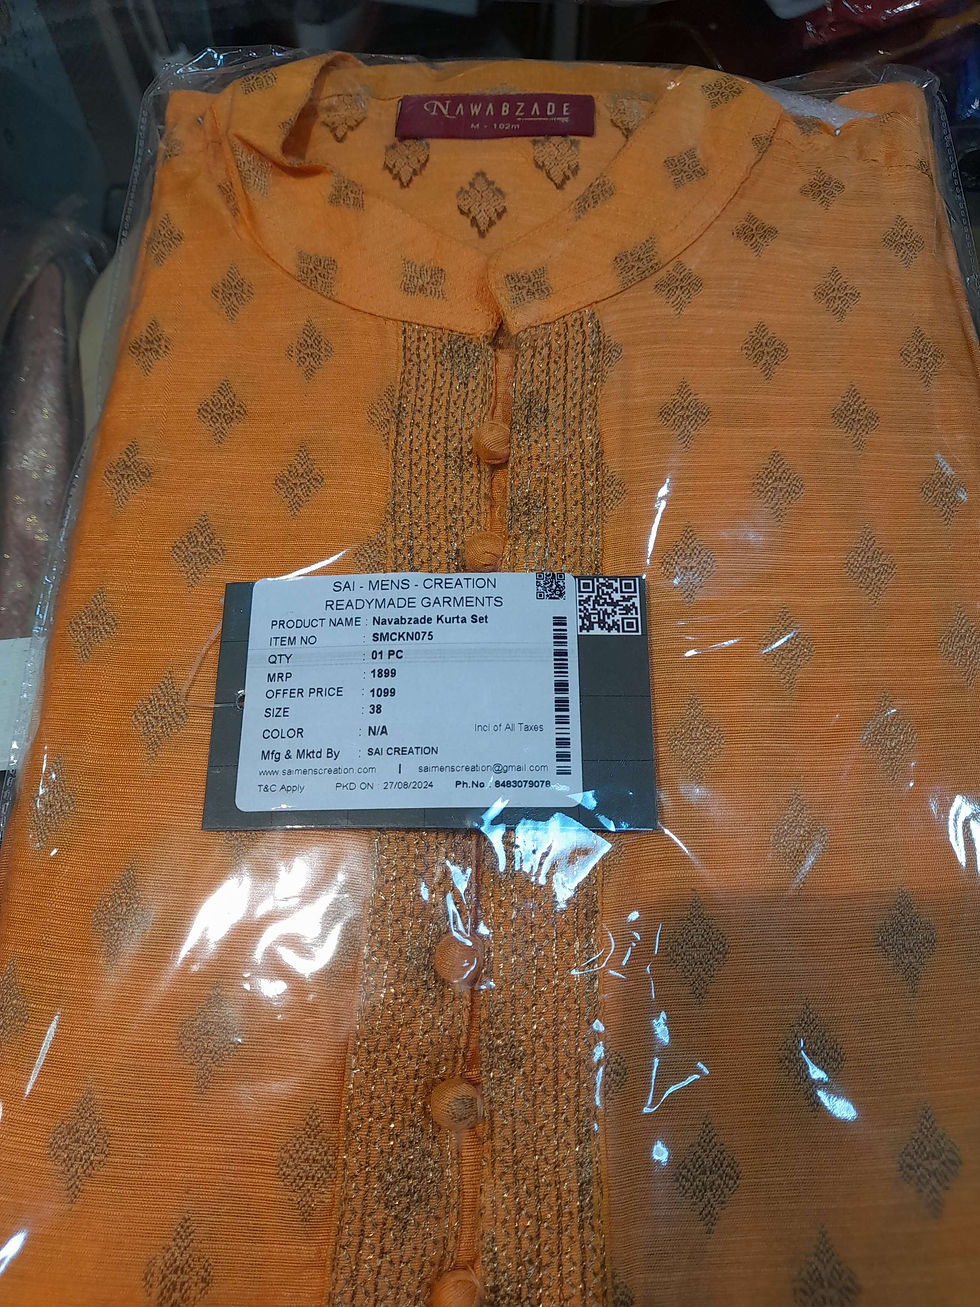 NAWABZADE
M - 102m
SAI - MENS - CREATION
READYMADE GARMENTS
PRODUCT NAME : Navabzade Kurta Set
ITEM NO : SMCKN075
QTY : 01 PC
MRP : 1899
OFFER PRICE : 1099
SIZE : 38
COLOR : N/A Incl of All Taxes
Mfg & Mktd By : SAI CREATION
www.saimenscreation.com | saimenscreation@gmail.com
T&C Apply PKD ON : 27/08/2024 Ph.No : 8483079078